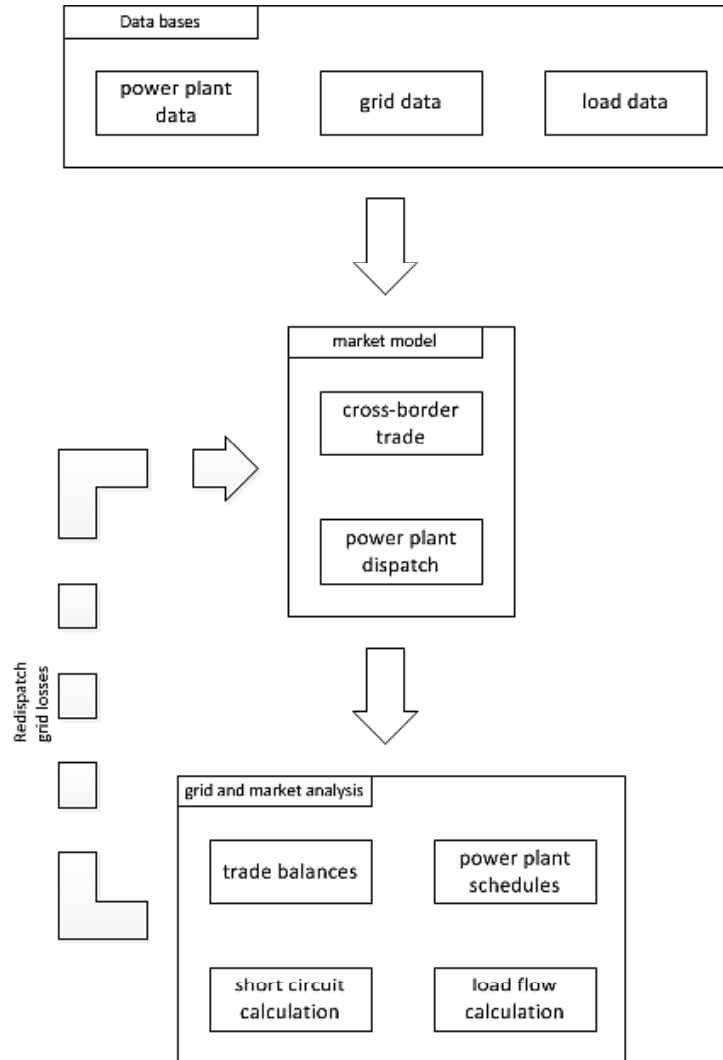 Data bases
power plant
data
grid data
load data
market model
cross-border
trade
power plant
dispatch
Redispatch
grid losses
grid and market analysis
trade balances
power plant
schedules
short circuit
calculation
load flow
calculation